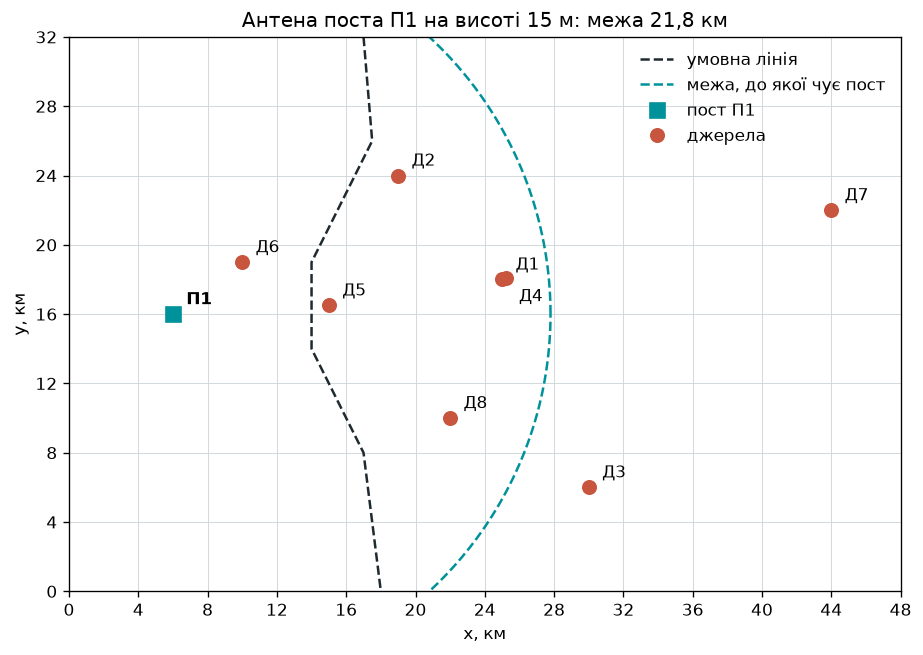 Антена поста П1 на висоті 15 м: межа 21,8 км
умовна лінія
межа, до якої чує пост
пост П1
джерела
Д2
Д7
Д6
Д1
П1
Д5
Д4
Д8
Д3
32
28
24
20
16
12
8
4
0
y, км
0 4 8 12 16 20 24 28 32 36 40 44 48
x, км